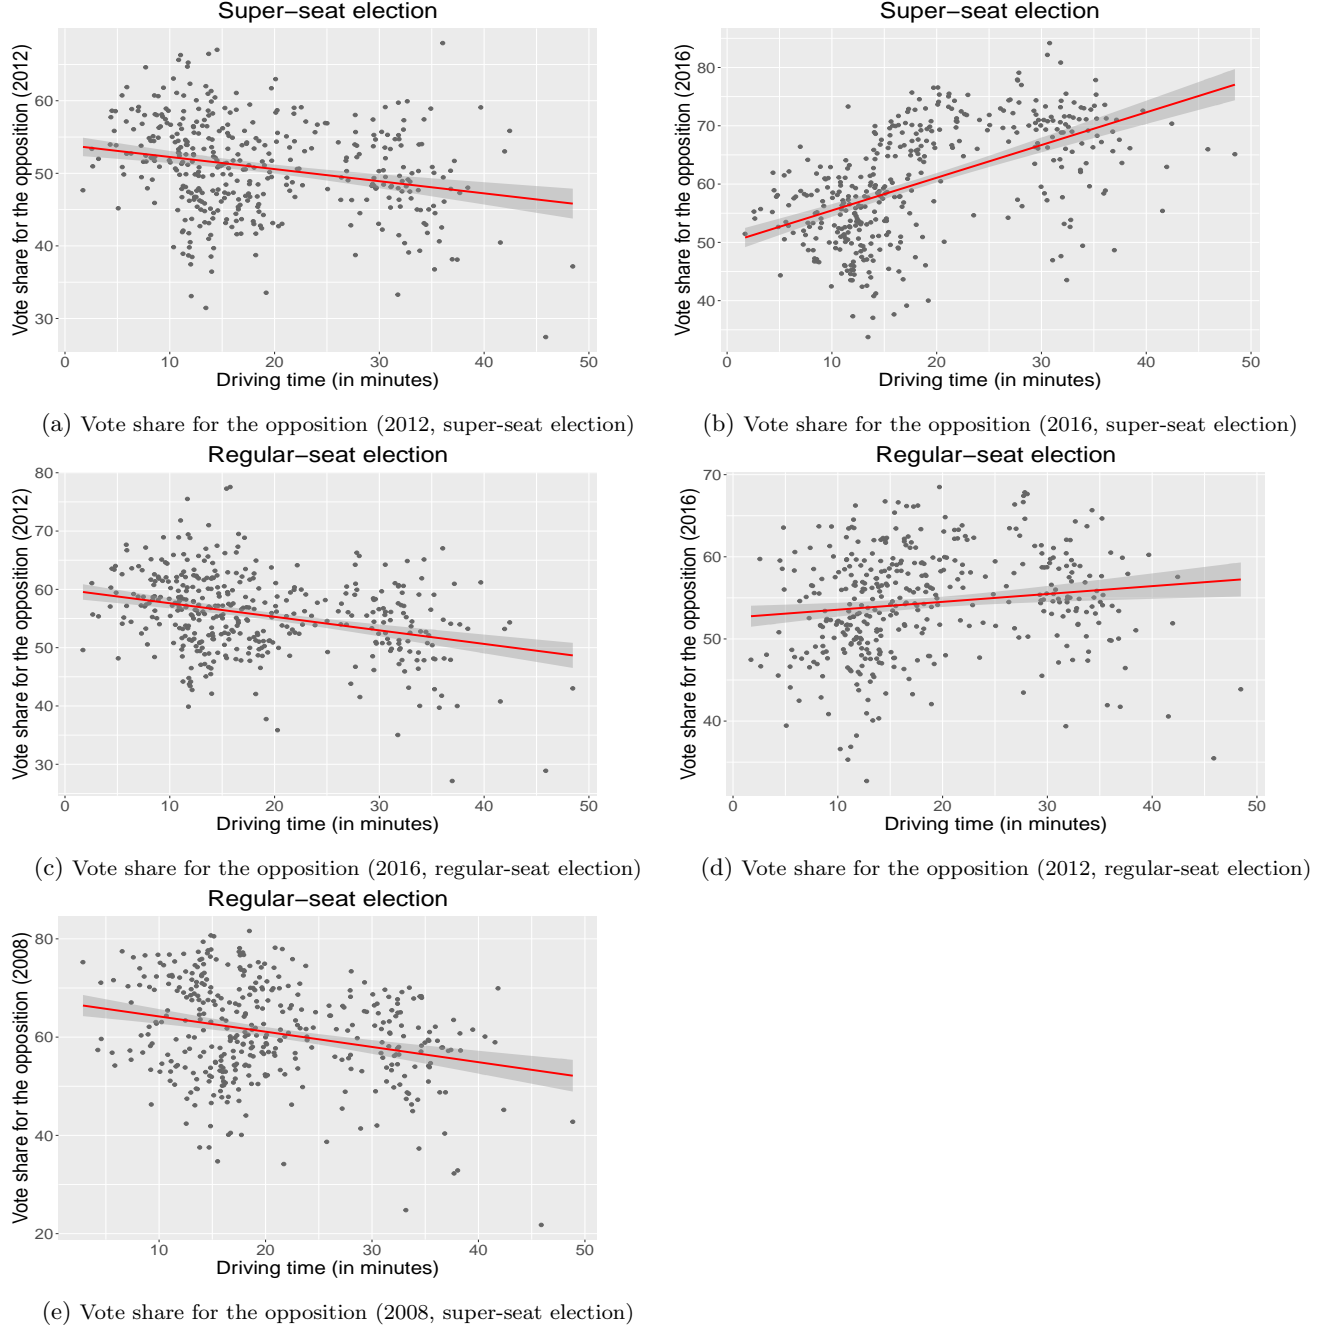 Super−seat election
Vote share for the opposition (2012)
60
50
40
30
0 10 20 30 40 50
Driving time (in minutes)
(a) Vote share for the opposition (2012, super-seat election)
Super−seat election
Vote share for the opposition (2016)
80
70
60
50
40
0 10 20 30 40 50
Driving time (in minutes)
(b) Vote share for the opposition (2016, super-seat election)
Regular−seat election
Vote share for the opposition (2012)
80
70
60
50
40
30
0 10 20 30 40 50
Driving time (in minutes)
(c) Vote share for the opposition (2016, regular-seat election)
Regular−seat election
Vote share for the opposition (2016)
70
60
50
40
0 10 20 30 40 50
Driving time (in minutes)
(d) Vote share for the opposition (2012, regular-seat election)
Regular−seat election
Vote share for the opposition (2008)
80
60
40
20
10 20 30 40 50
Driving time (in minutes)
(e) Vote share for the opposition (2008, super-seat election)